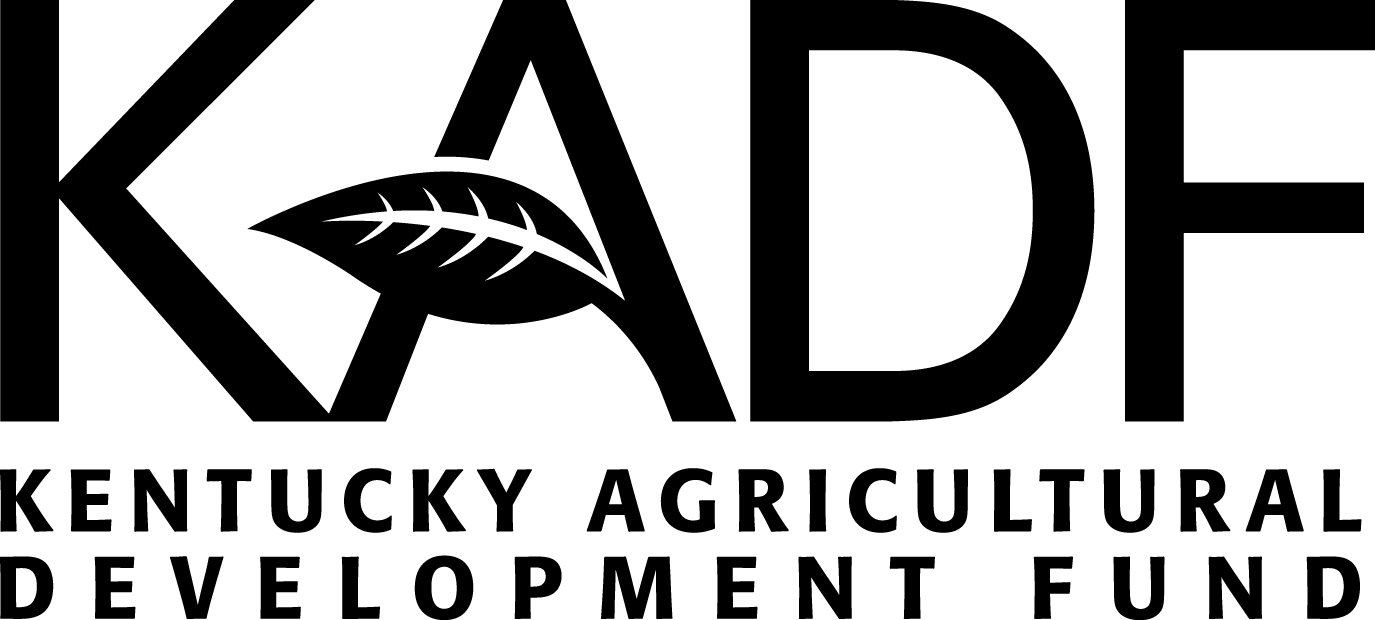 KADF
KENTUCKY AGRICULTURAL
DEVELOPMENT FUND